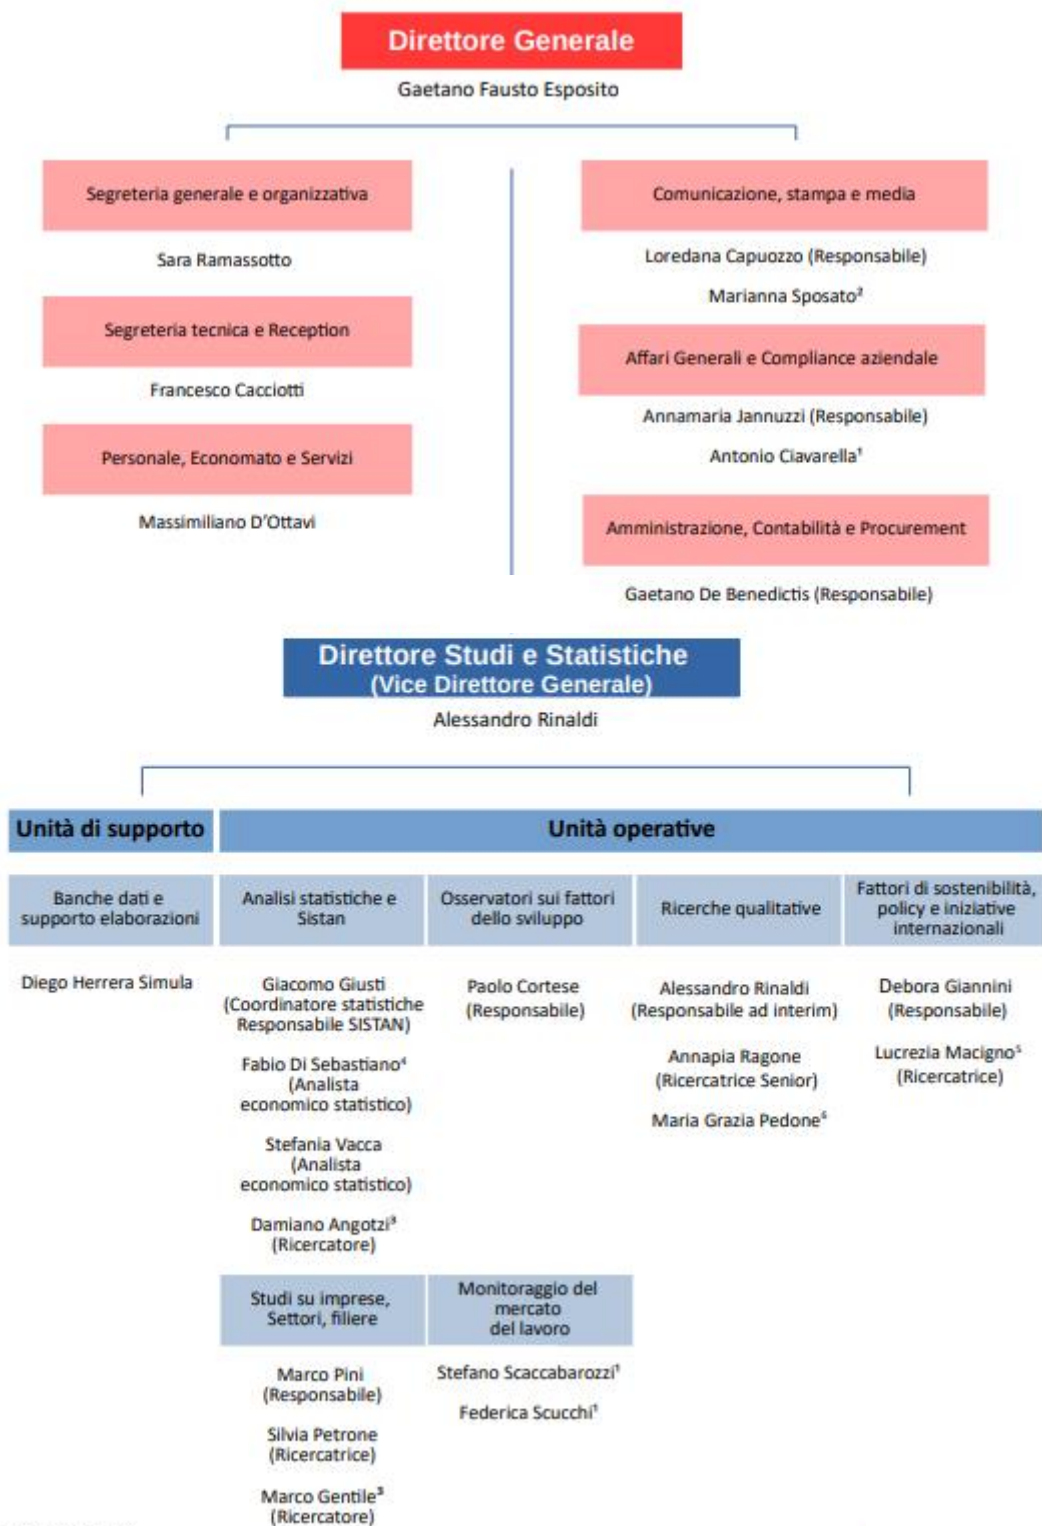 Direttore Generale
Gaetano Fausto Esposito
Segreteria generale e organizzativa
Sara Ramassotto
Segreteria tecnica e Reception
Francesco Cacciotti
Personale, Economato e Servizi
Massimiliano D'Ottavi
Comunicazione, stampa e media
Loredana Capuozzo (Responsabile)
Marianna Sposato²
Affari Generali e Compliance aziendale
Annamaria Jannuzzi (Responsabile)
Antonio Ciavarella¹
Amministrazione, Contabilità e Procurement
Gaetano De Benedictis (Responsabile)
Direttore Studi e Statistiche
(Vice Direttore Generale)
Alessandro Rinaldi
Unità di supporto
Unità operative
Banche dati e
supporto elaborazioni
Diego Herrera Simula
Analisi statistiche e
Sistan
Giacomo Giusti
(Coordinatore statistiche
Responsabile SISTAN)
Fabio Di Sebastiano⁴
(Analista
economico statistico)
Stefania Vacca
(Analista
economico statistico)
Damiano Angotzi³
(Ricercatore)
Studi su imprese,
Settori, filiere
Marco Pini
(Responsabile)
Silvia Petrone
(Ricercatrice)
Marco Gentile³
(Ricercatore)
Osservatori sui fattori
dello sviluppo
Paolo Cortese
(Responsabile)
Monitoraggio del
mercato
del lavoro
Stefano Scaccabarozzi¹
Federica Scucchi¹
Ricerche qualitative
Alessandro Rinaldi
(Responsabile ad interim)
Annapia Ragone
(Ricercatrice Senior)
Maria Grazia Pedone⁶
Fattori di sostenibilità,
policy e iniziative
internazionali
Debora Giannini
(Responsabile)
Lucrezia Macigno⁵
(Ricercatrice)